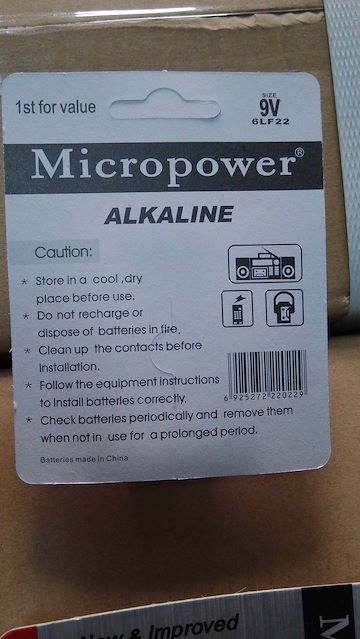 1st for value
SIZE
9V
6LF22
Micropower®
ALKALINE
Caution:
* Store in a cool ,dry
place before use.
* Do not recharge or
dispose of batteries in fire.
* Clean up the contacts before
installation.
* Follow the equipment instructions
to install batteries correctly.
* Check batteries periodically and remove them
when not in use for a prolonged period.
6 925272 220229
Batteries made in China
New & Improved
M